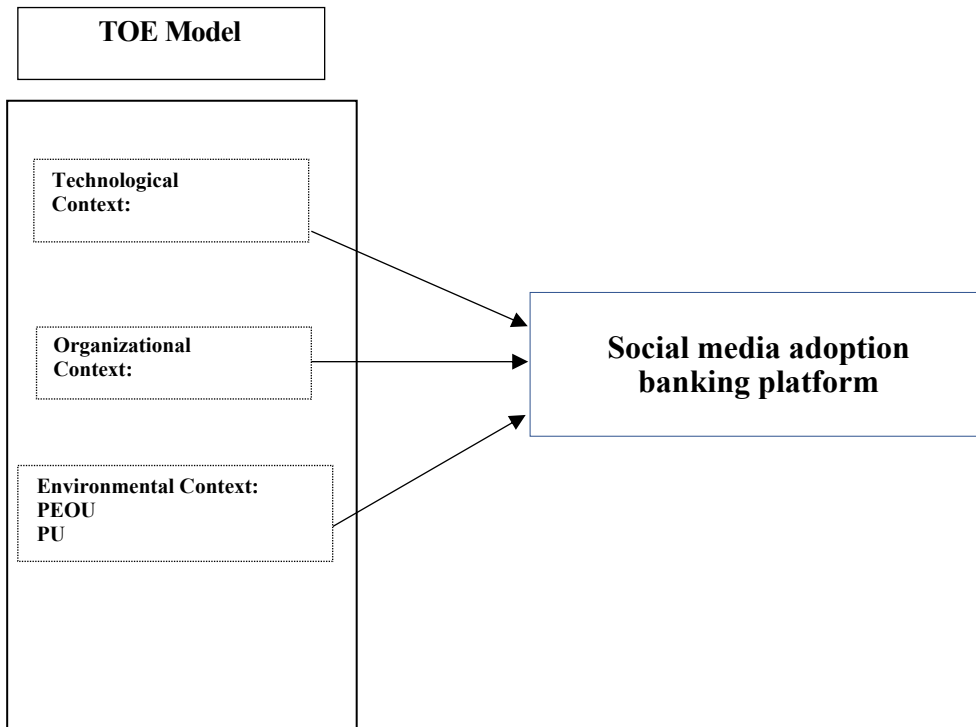 TOE Model
Technological
Context:
Organizational
Context:
Environmental Context:
PEOU
PU
Social media adoption
banking platform